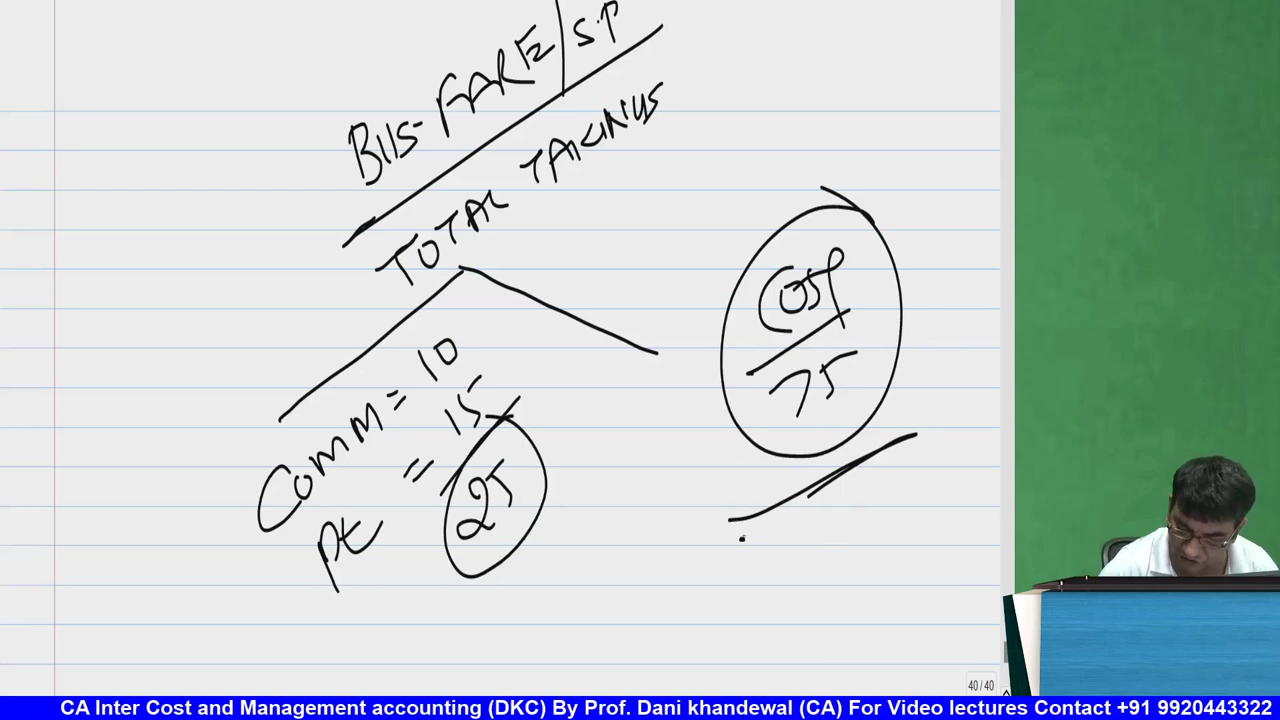 BUS-FARE/S.P
TOTAL TAKINGS
COMM = 10
Pt = 15
25
COST
75
40/40
CA Inter Cost and Management accounting (DKC) By Prof. Dani khandewal (CA) For Video lectures Contact +91 9920443322